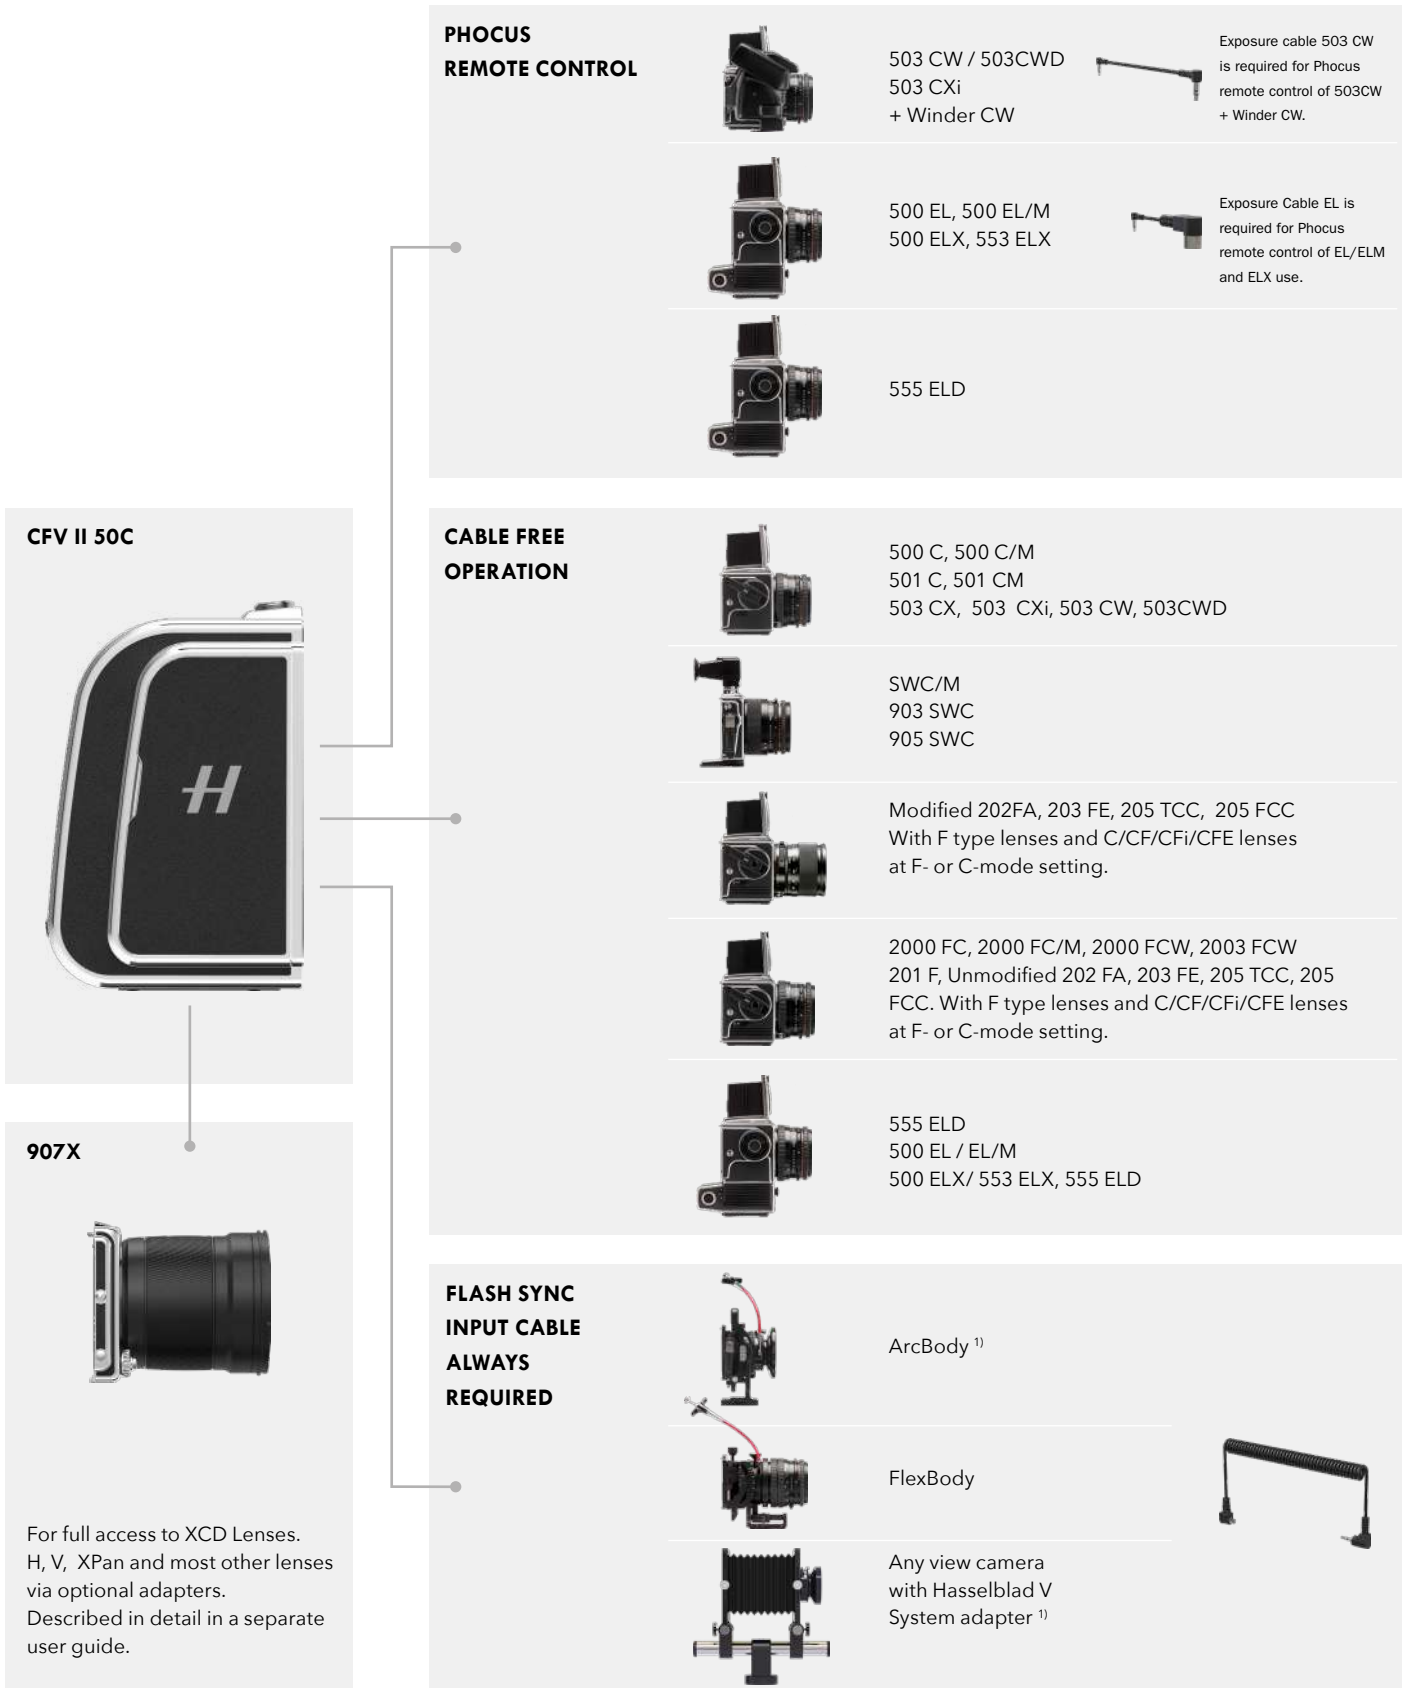 PHOCUS
REMOTE CONTROL
503 CW / 503CWD
503 CXi
+ Winder CW
Exposure cable 503 CW
is required for Phocus
remote control of 503CW
+ Winder CW.
500 EL, 500 EL/M
500 ELX, 553 ELX
Exposure Cable EL is
required for Phocus
remote control of EL/ELM
and ELX use.
555 ELD
CFV II 50C
H
CABLE FREE
OPERATION
500 C, 500 C/M
501 C, 501 CM
503 CX,  503  CXi, 503 CW, 503CWD
SWC/M
903 SWC
905 SWC
Modified 202FA, 203 FE, 205 TCC,  205 FCC
With F type lenses and C/CF/CFi/CFE lenses
at F- or C-mode setting.
2000 FC, 2000 FC/M, 2000 FCW, 2003 FCW
201 F, Unmodified 202 FA, 203 FE, 205 TCC, 205
FCC. With F type lenses and C/CF/CFi/CFE lenses
at F- or C-mode setting.
555 ELD
500 EL / EL/M
500 ELX/ 553 ELX, 555 ELD
907X
For full access to XCD Lenses.
H, V,  XPan and most other lenses
via optional adapters.
Described in detail in a separate
user guide.
FLASH SYNC
INPUT CABLE
ALWAYS
REQUIRED
ArcBody 1)
FlexBody
Any view camera
with Hasselblad V
System adapter 1)